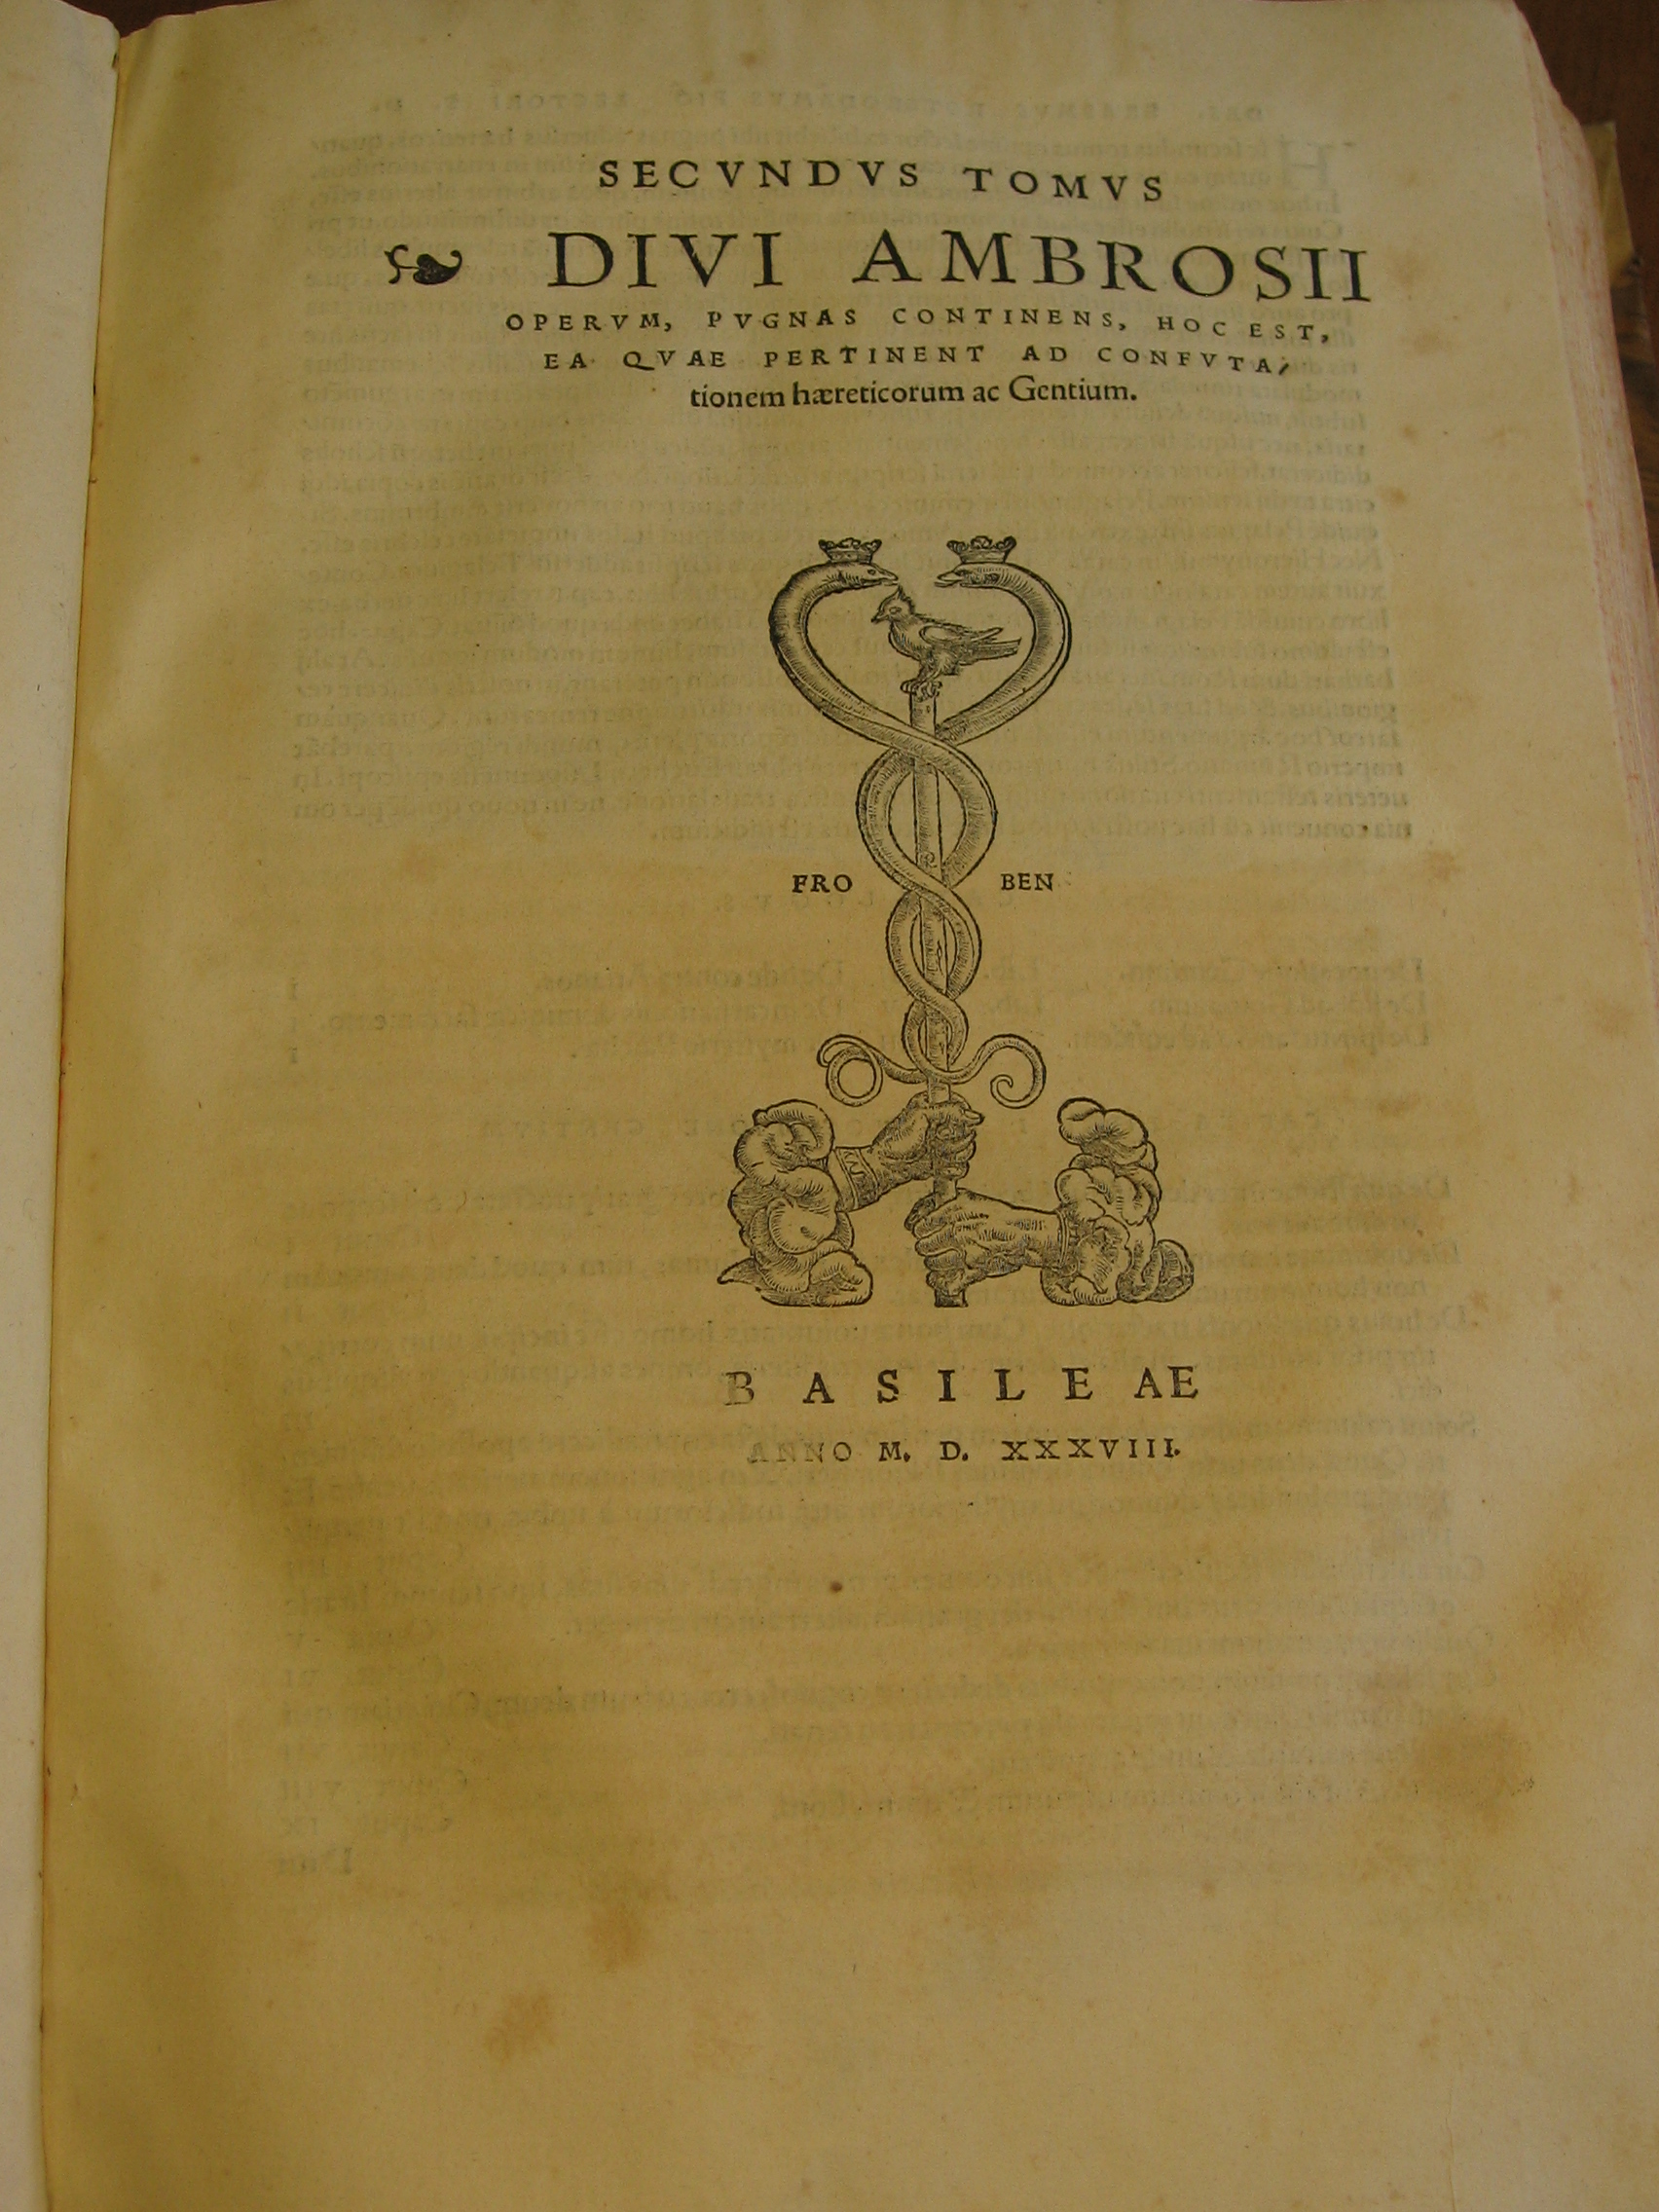 SECVNDVS TOMVS
DIVI AMBROSII
OPERVM, PVGNAS CONTINENS, HOC EST,
EA QVAE PERTINENT AD CONFVTA/
tionem hæreticorum ac Gentium.
FRO BEN
BASILEAE
ANNO M. D. XXXVIII.